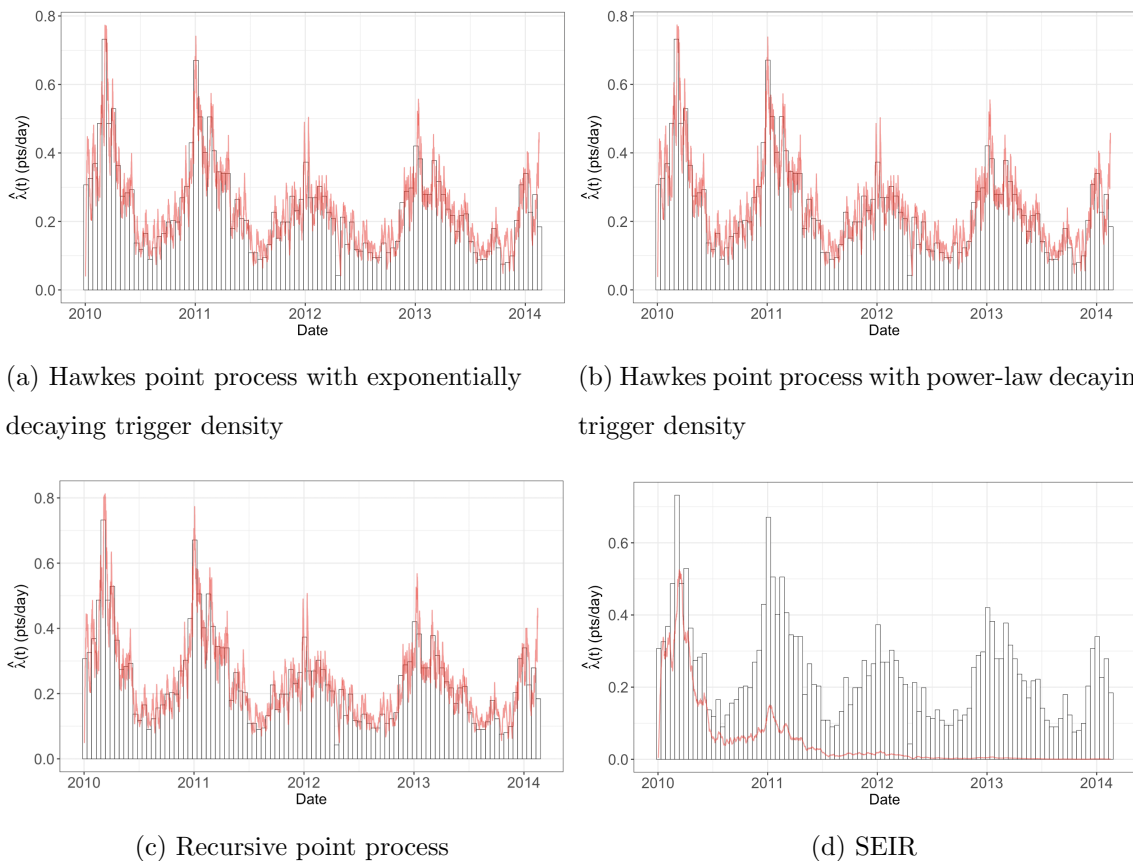 0.8
0.6
0.4
0.2
0.0
λ̂(t) (pts/day)
2010 2011 2012 2013 2014
Date
(a) Hawkes point process with exponentially
decaying trigger density
0.8
0.6
0.4
0.2
0.0
λ̂(t) (pts/day)
2010 2011 2012 2013 2014
Date
(b) Hawkes point process with power-law decayin
trigger density
0.8
0.6
0.4
0.2
0.0
λ̂(t) (pts/day)
2010 2011 2012 2013 2014
Date
(c) Recursive point process
0.6
0.4
0.2
0.0
λ̂(t) (pts/day)
2010 2011 2012 2013 2014
Date
(d) SEIR